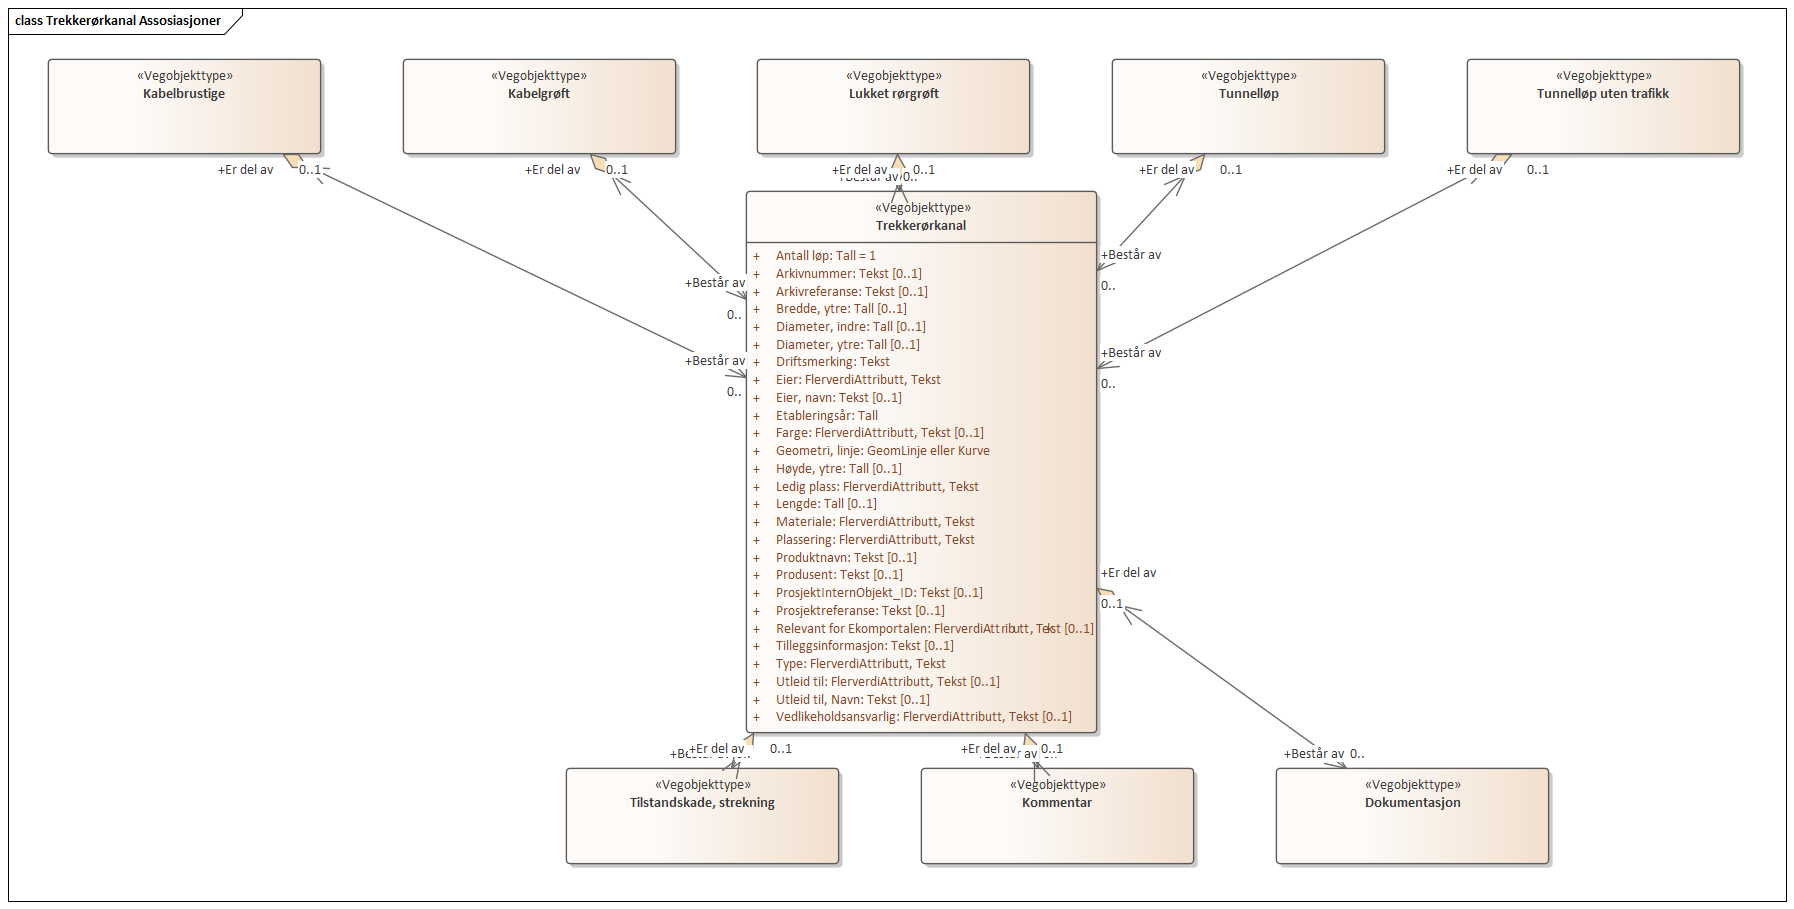 class Trekkerørkanal Assosiasjoner
«Vegobjekttype»
Kabelbrustige
«Vegobjekttype»
Kabelgrøft
«Vegobjekttype»
Lukket rørgrøft
«Vegobjekttype»
Tunnelløp
«Vegobjekttype»
Tunnelløp uten trafikk
+Er del av 0..1
+Er del av 0..1
+Er del av 0..1
+Består av 0..
+Er del av 0..1
+Er del av 0..1
«Vegobjekttype»
Trekkerørkanal
+ Antall løp: Tall = 1
+ Arkivnummer: Tekst [0..1]
+ Arkivreferanse: Tekst [0..1]
+ Bredde, ytre: Tall [0..1]
+ Diameter, indre: Tall [0..1]
+ Diameter, ytre: Tall [0..1]
+ Driftsmerking: Tekst
+ Eier: FlerverdiAttributt, Tekst
+ Eier, navn: Tekst [0..1]
+ Etableringsår: Tall
+ Farge: FlerverdiAttributt, Tekst [0..1]
+ Geometri, linje: GeomLinje eller Kurve
+ Høyde, ytre: Tall [0..1]
+ Ledig plass: FlerverdiAttributt, Tekst
+ Lengde: Tall [0..1]
+ Materiale: FlerverdiAttributt, Tekst
+ Plassering: FlerverdiAttributt, Tekst
+ Produktnavn: Tekst [0..1]
+ Produsent: Tekst [0..1]
+ ProsjektInternObjekt_ID: Tekst [0..1]
+ Prosjektreferanse: Tekst [0..1]
+ Relevant for Ekomportalen: FlerverdiAttributt, Tekst [0..1]
+ Tilleggsinformasjon: Tekst [0..1]
+ Type: FlerverdiAttributt, Tekst
+ Utleid til: FlerverdiAttributt, Tekst [0..1]
+ Utleid til, Navn: Tekst [0..1]
+ Vedlikeholdsansvarlig: FlerverdiAttributt, Tekst [0..1]
+Består av
0..
+Består av
0..
+Består av
0..
+Består av
0..
+Er del av
0..1
+Er del av 0..1
+Er del av 0..1
av
+Består av 0..
«Vegobjekttype»
Tilstandskade, strekning
«Vegobjekttype»
Kommentar
«Vegobjekttype»
Dokumentasjon